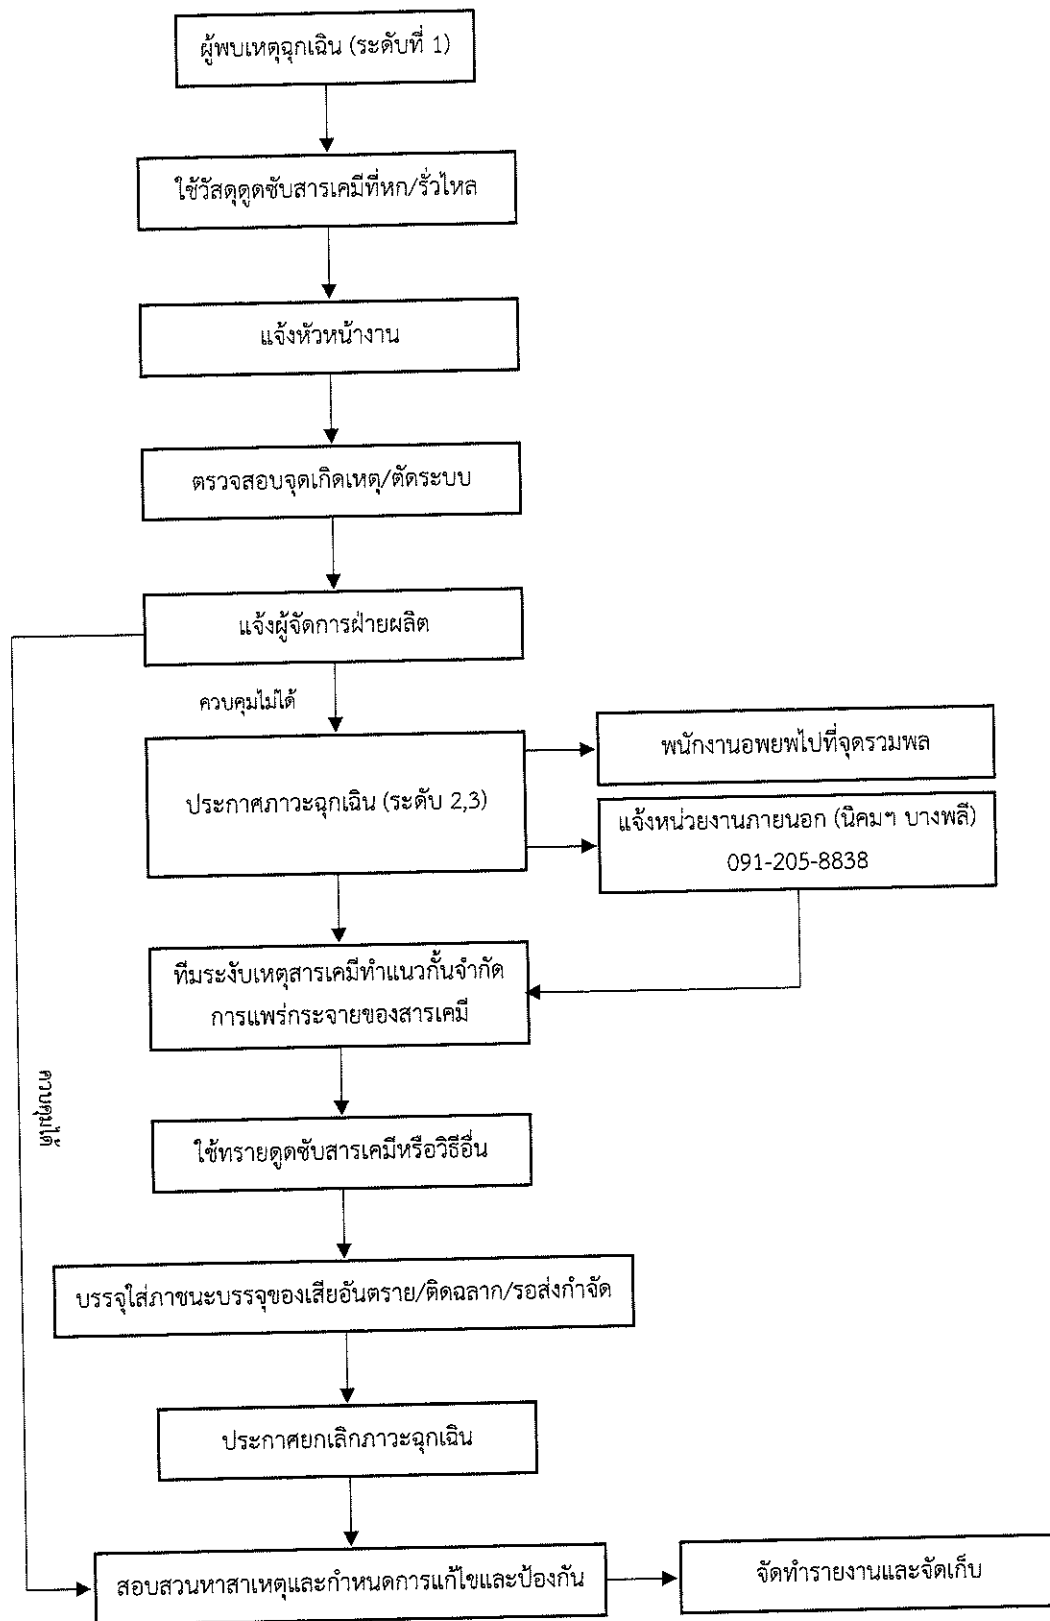 ผู้พบเหตุฉุกเฉิน (ระดับที่ 1)
ใช้วัสดุดูดซับสารเคมีที่หก/รั่วไหล
แจ้งหัวหน้างาน
ตรวจสอบจุดเกิดเหตุ/ตัดระบบ
แจ้งผู้จัดการฝ่ายผลิต
ควบคุมไม่ได้
ประกาศภาวะฉุกเฉิน (ระดับ 2,3)
พนักงานอพยพไปที่จุดรวมพล
แจ้งหน่วยงานภายนอก (นิคมฯ บางพลี)
091-205-8838
ทีมระงับเหตุสารเคมีทำแนวกั้นจำกัด
การแพร่กระจายของสารเคมี
ควบคุมได้
ใช้ทรายดูดซับสารเคมีหรือวิธีอื่น
บรรจุใส่ภาชนะบรรจุของเสียอันตราย/ติดฉลาก/รอส่งกำจัด
ประกาศยกเลิกภาวะฉุกเฉิน
สอบสวนหาสาเหตุและกำหนดการแก้ไขและป้องกัน
จัดทำรายงานและจัดเก็บ